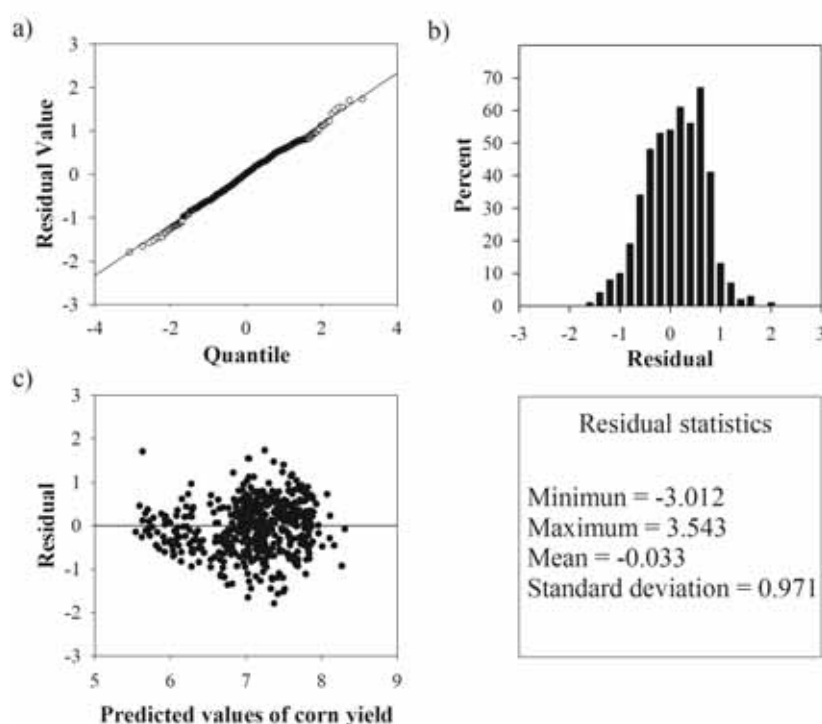 a)
3
2
1
0
-1
-2
-3
Residual Value
-4
-2
0
2
4
Quantile
b)
70
60
50
40
30
20
10
0
Percent
-3
-2
-1
0
1
2
3
Residual
c)
3
2
1
0
-1
-2
-3
Residual
5
6
7
8
9
Predicted values of corn yield
Residual statistics
Minimun = -3.012
Maximum = 3.543
Mean = -0.033
Standard deviation = 0.971